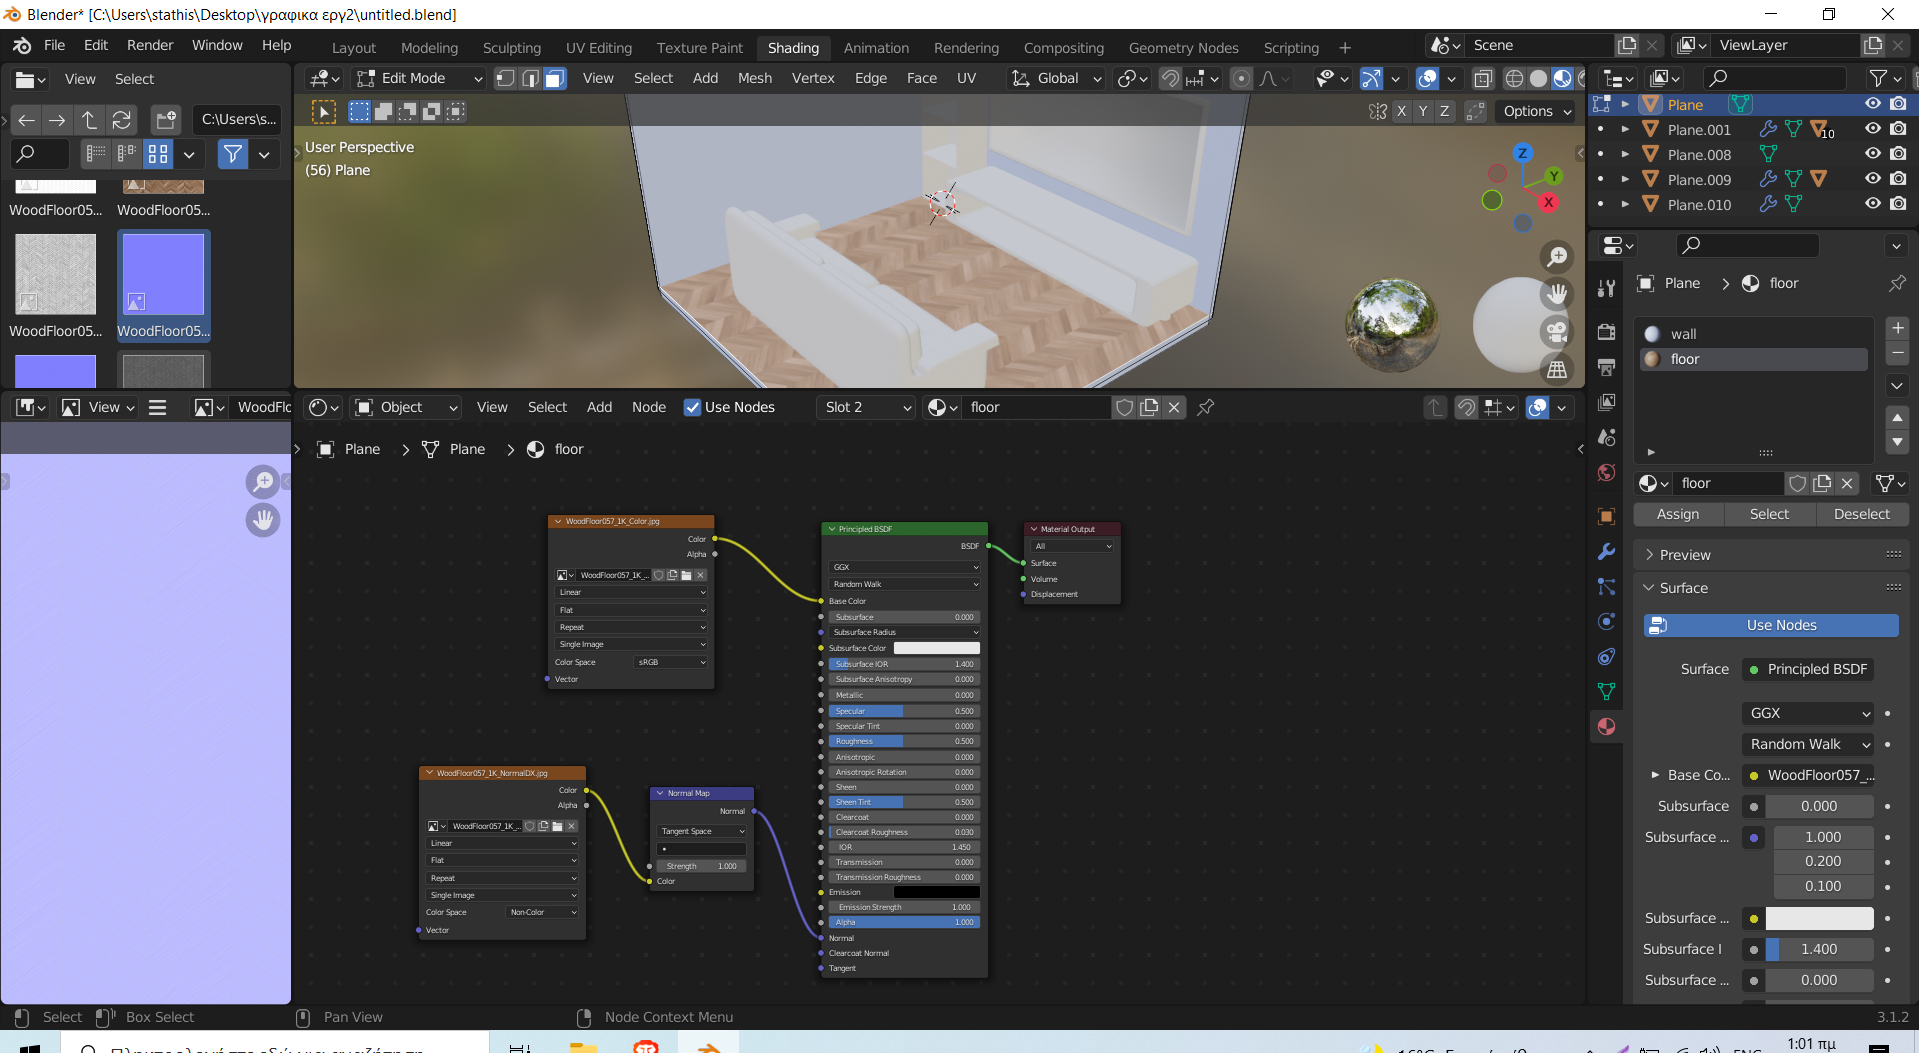 Blender* [C:\Users\stathis\Desktop\γραφικα εργ2\untitled.blend]
File Edit Render Window Help
Layout Modeling Sculpting UV Editing Texture Paint Shading Animation Rendering Compositing Geometry Nodes Scripting
Scene
ViewLayer
View Select
Edit Mode
View Select Add Mesh Vertex Edge Face UV
Global
C:\Users\s...
X Y Z
Options
User Perspective
(56) Plane
Z
Y
X
WoodFloor05...
WoodFloor05...
WoodFloor05...
WoodFloor05...
Plane
Plane.001
10
Plane.008
Plane.009
Plane.010
Plane > floor
wall
floor
View
WoodFlo
Object
View Select Add Node
Use Nodes
Slot 2
floor
Plane > Plane > floor
WoodFloor057_1K_Color.jpg
Color
Alpha
WoodFloor057_1K_...
Linear
Flat
Repeat
Single Image
Color Space sRGB
Vector
WoodFloor057_1K_NormalDX.jpg
Color
Alpha
WoodFloor057_1K_...
Linear
Flat
Repeat
Single Image
Color Space Non-Color
Vector
Normal Map
Normal
Tangent Space
Strength 1.000
Color
Principled BSDF
BSDF
GGX
Random Walk
Base Color
Subsurface 0.000
Subsurface Radius
Subsurface Color
Subsurface IOR 1.400
Subsurface Anisotropy 0.000
Metallic 0.000
Specular 0.500
Specular Tint 0.000
Roughness 0.500
Anisotropic 0.000
Anisotropic Rotation 0.000
Sheen 0.000
Sheen Tint 0.500
Clearcoat 0.000
Clearcoat Roughness 0.030
IOR 1.450
Transmission 0.000
Transmission Roughness 0.000
Emission
Emission Strength 1.000
Alpha 1.000
Normal
Clearcoat Normal
Tangent
Material Output
All
Surface
Volume
Displacement
floor
Assign Select Deselect
Preview
Surface
Use Nodes
Surface Principled BSDF
GGX
Random Walk
Base Co... WoodFloor057_...
Subsurface 0.000
Subsurface ... 1.000
0.200
0.100
Subsurface ...
Subsurface I 1.400
Subsurface ... 0.000
Select Box Select Pan View Node Context Menu 3.1.2
16°C
ENG
1:01 πμ